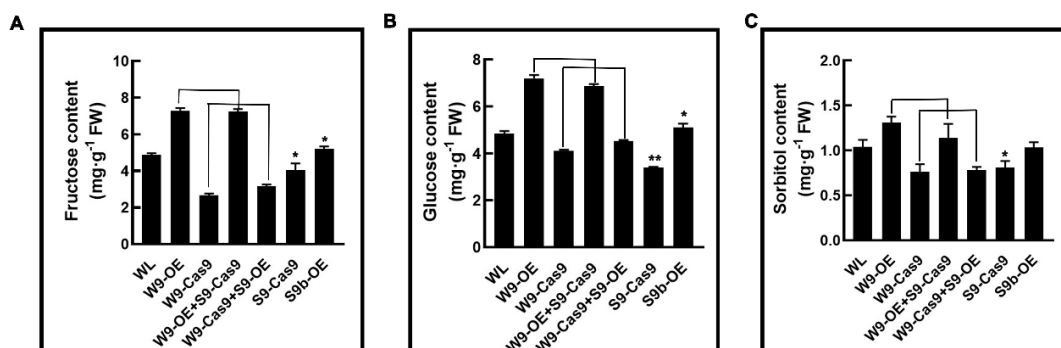 A
Fructose content
(mg·g⁻¹ FW)
10
8
6
4
2
0
*
*
WL
W9-OE
W9-Cas9
W9-OE+S9-Cas9
W9-Cas9+S9-OE
S9-Cas9
S9b-OE
B
Glucose content
(mg·g⁻¹ FW)
8
6
4
2
0
**
*
WL
W9-OE
W9-Cas9
W9-OE+S9-Cas9
W9-Cas9+S9-OE
S9-Cas9
S9b-OE
C
Sorbitol content
(mg·g⁻¹ FW)
2.0
1.5
1.0
0.5
0.0
*
WL
W9-OE
W9-Cas9
W9-OE+S9-Cas9
W9-Cas9+S9-OE
S9-Cas9
S9b-OE